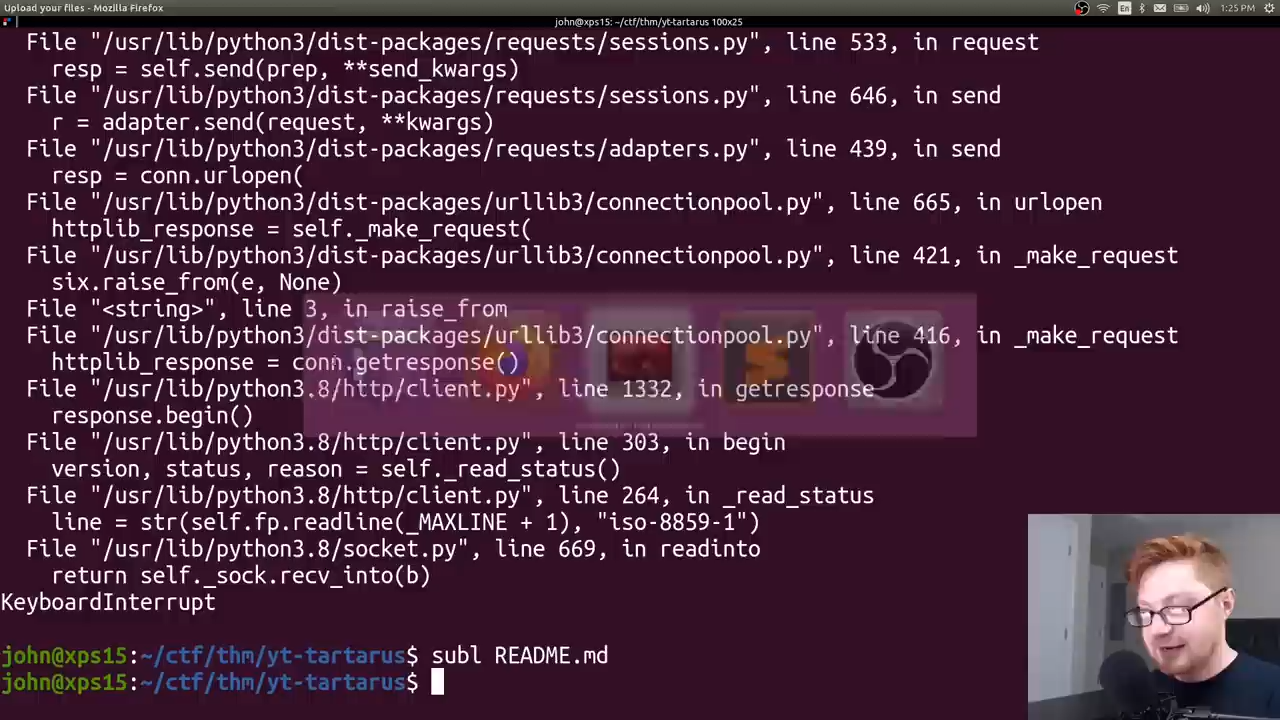 Upload your files - Mozilla Firefox
En
1:25 PM
john@xps15: ~/ctf/thm/yt-tartarus 100x25
File "/usr/lib/python3/dist-packages/requests/sessions.py", line 533, in request
resp = self.send(prep, **send_kwargs)
File "/usr/lib/python3/dist-packages/requests/sessions.py", line 646, in send
r = adapter.send(request, **kwargs)
File "/usr/lib/python3/dist-packages/requests/adapters.py", line 439, in send
resp = conn.urlopen(
File "/usr/lib/python3/dist-packages/urllib3/connectionpool.py", line 665, in urlopen
httplib_response = self._make_request(
File "/usr/lib/python3/dist-packages/urllib3/connectionpool.py", line 421, in _make_request
six.raise_from(e, None)
File "<string>", line 3, in raise_from
File "/usr/lib/python3/dist-packages/urllib3/connectionpool.py", line 416, in _make_request
httplib_response = conn.getresponse()
File "/usr/lib/python3.8/http/client.py", line 1332, in getresponse
response.begin()
File "/usr/lib/python3.8/http/client.py", line 303, in begin
version, status, reason = self._read_status()
File "/usr/lib/python3.8/http/client.py", line 264, in _read_status
line = str(self.fp.readline(_MAXLINE + 1), "iso-8859-1")
File "/usr/lib/python3.8/socket.py", line 669, in readinto
return self._sock.recv_into(b)
KeyboardInterrupt
john@xps15:~/ctf/thm/yt-tartarus$ subl README.md
john@xps15:~/ctf/thm/yt-tartarus$